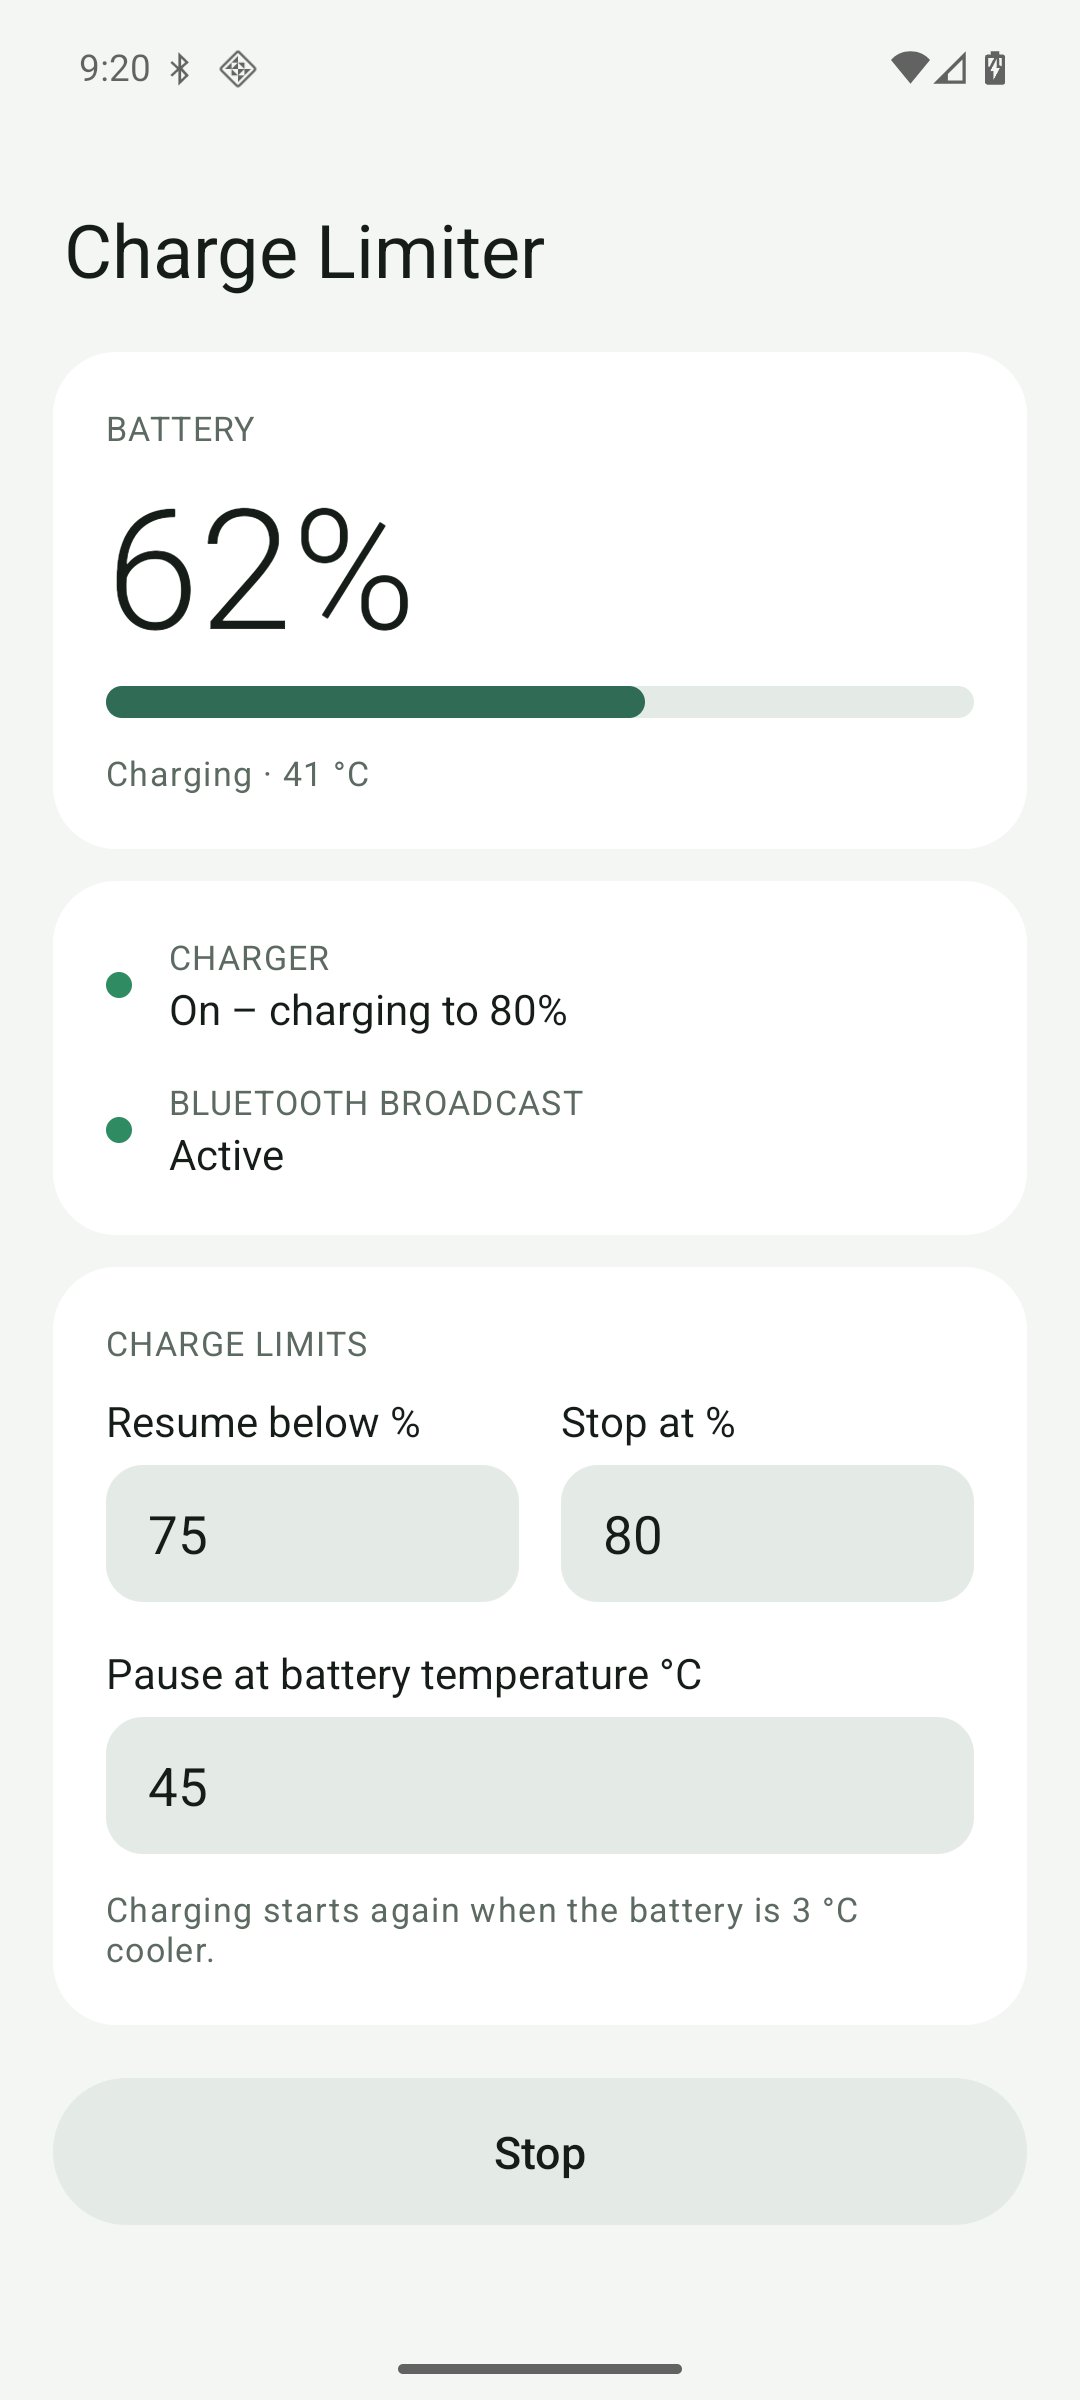 9:20
Charge Limiter
BATTERY
62%
Charging · 41 °C
CHARGER
On – charging to 80%
BLUETOOTH BROADCAST
Active
CHARGE LIMITS
Resume below % Stop at %
75 80
Pause at battery temperature °C
45
Charging starts again when the battery is 3 °C
cooler.
Stop